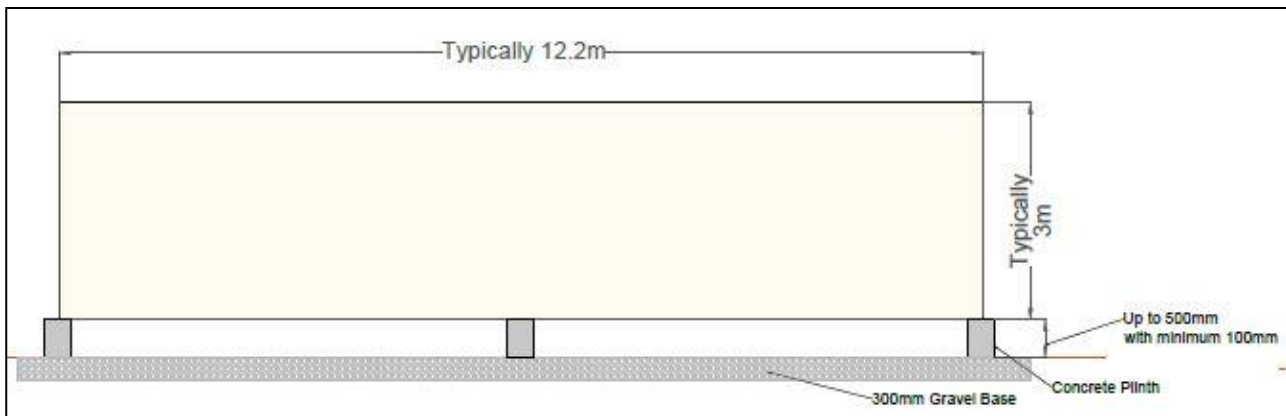 Typically 12.2m
Typically
3m
Up to 500mm
with minimum 100mm
Concrete Plinth
300mm Gravel Base